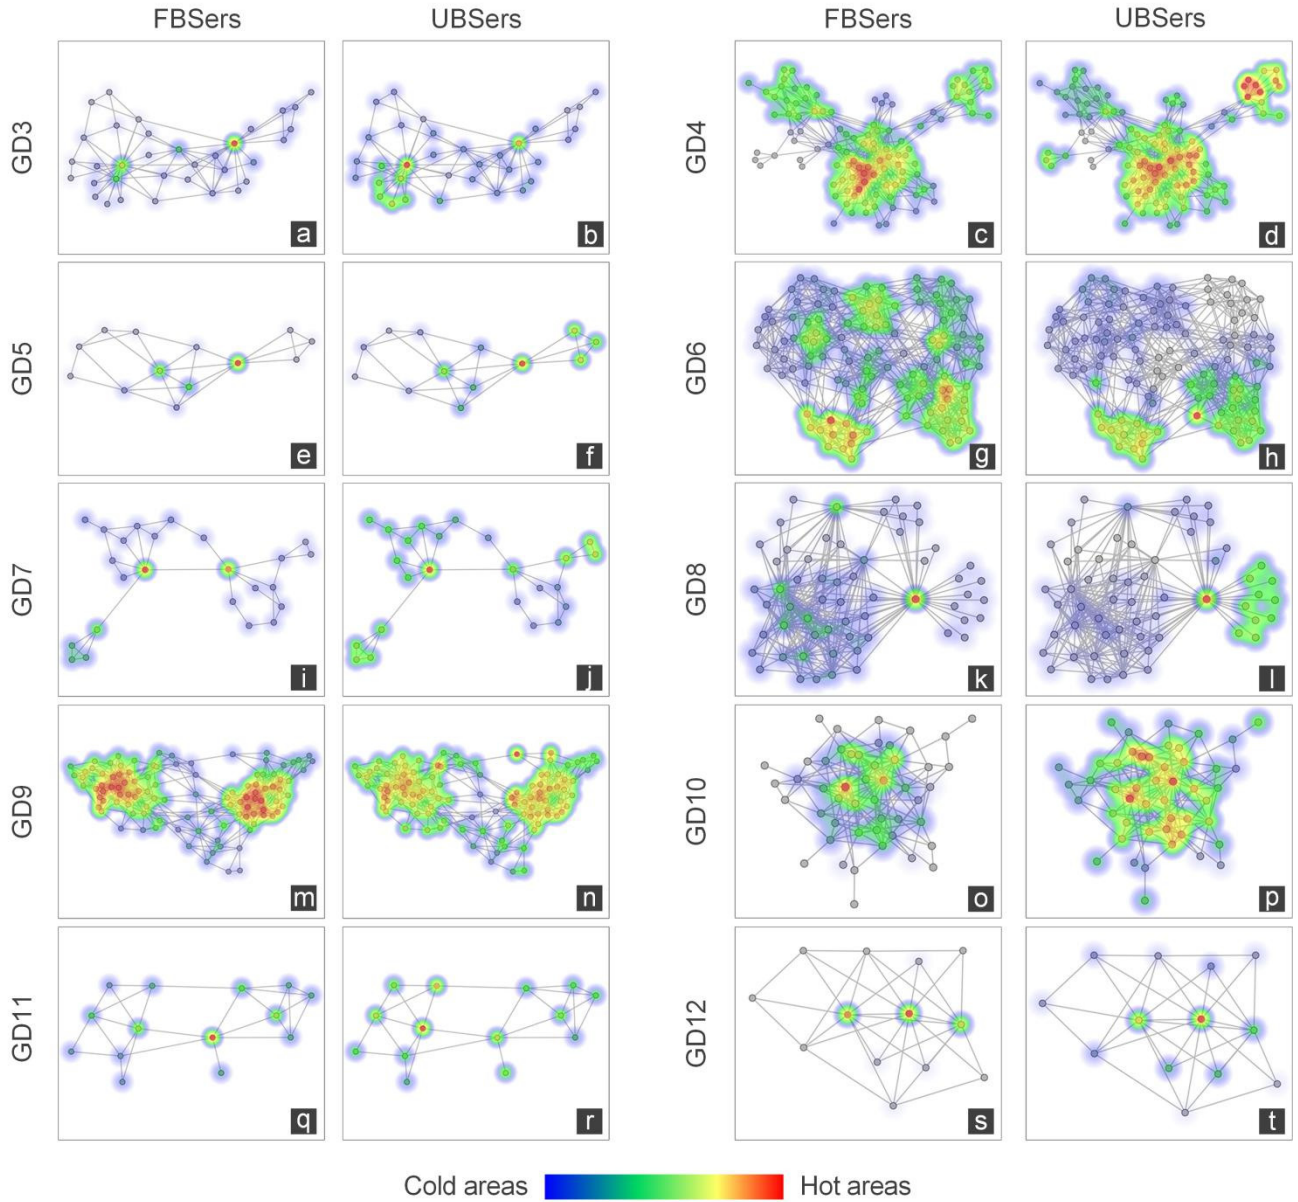 FBSers UBSers FBSers UBSers
GD3 a b GD4 c d
GD5 e f GD6 g h
GD7 i j GD8 k l
GD9 m n GD10 o p
GD11 q r GD12 s t
Cold areas Hot areas